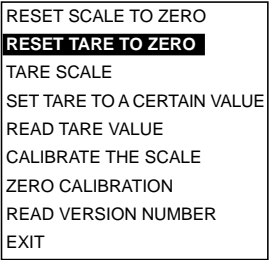 RESET SCALE TO ZERO
RESET TARE TO ZERO
TARE SCALE
SET TARE TO A CERTAIN VALUE
READ TARE VALUE
CALIBRATE THE SCALE
ZERO CALIBRATION
READ VERSION NUMBER
EXIT